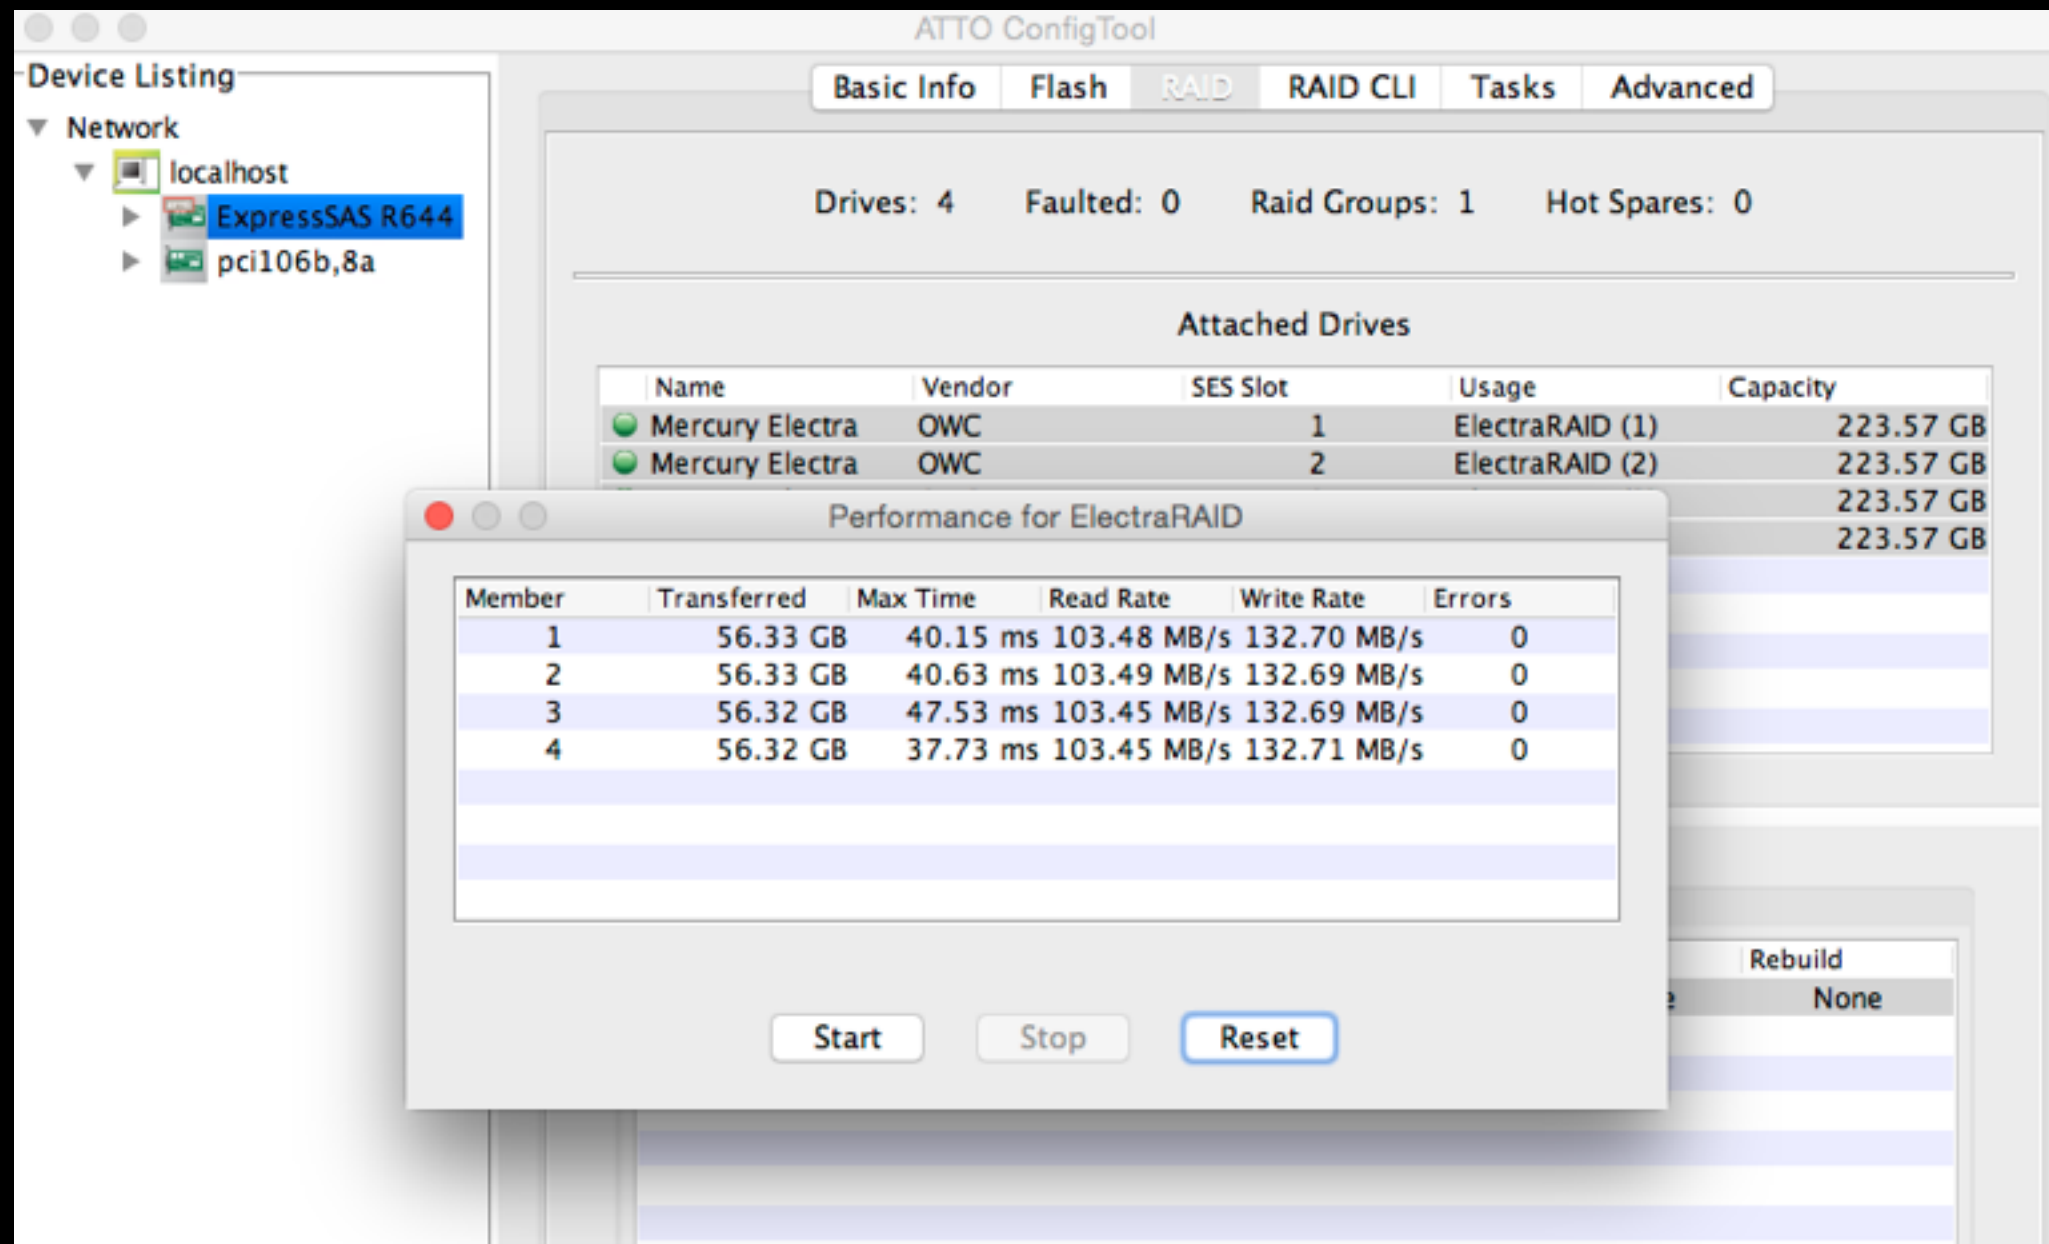 ATTO ConfigTool
Device Listing
Network
localhost
ExpressSAS R644
pci106b,8a
Basic Info Flash RAID RAID CLI Tasks Advanced
Drives: 4 Faulted: 0 Raid Groups: 1 Hot Spares: 0
Attached Drives
Name Vendor SES Slot Usage Capacity
Mercury Electra OWC 1 ElectraRAID (1) 223.57 GB
Mercury Electra OWC 2 ElectraRAID (2) 223.57 GB
223.57 GB
223.57 GB
Performance for ElectraRAID
Member Transferred Max Time Read Rate Write Rate Errors
1 56.33 GB 40.15 ms 103.48 MB/s 132.70 MB/s 0
2 56.33 GB 40.63 ms 103.49 MB/s 132.69 MB/s 0
3 56.32 GB 47.53 ms 103.45 MB/s 132.69 MB/s 0
4 56.32 GB 37.73 ms 103.45 MB/s 132.71 MB/s 0
Start Stop Reset
Rebuild
None